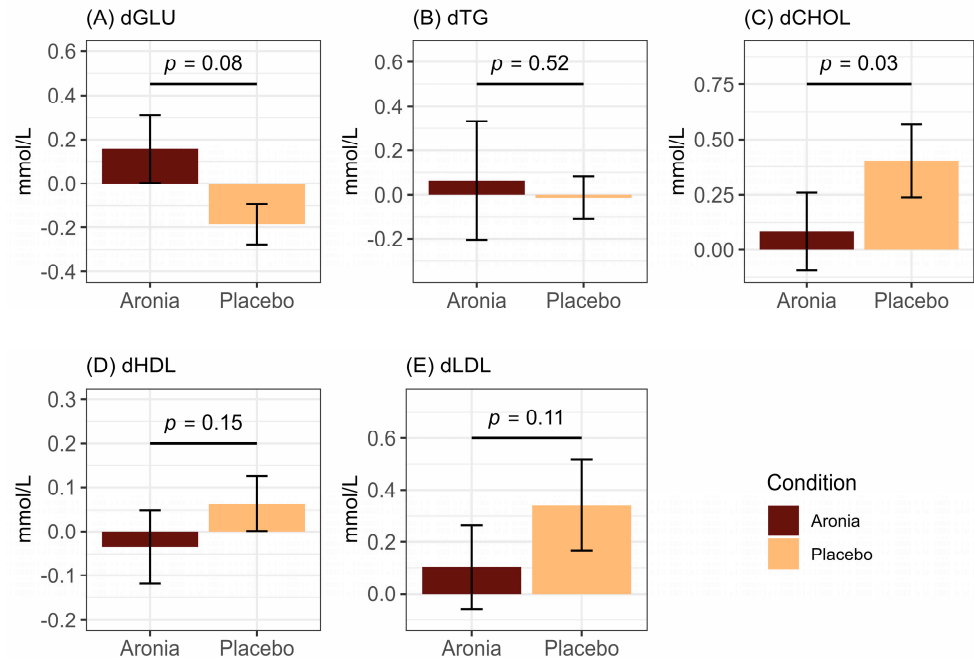 (A) dGLU
(B) dTG
(C) dCHOL
mmol/L
0.6
0.4
0.2
0.0
-0.2
-0.4
p = 0.08
Aronia Placebo
mmol/L
0.6
0.4
0.2
0.0
-0.2
p = 0.52
Aronia Placebo
mmol/L
0.75
0.50
0.25
0.00
p = 0.03
Aronia Placebo
(D) dHDL
(E) dLDL
mmol/L
0.3
0.2
0.1
0.0
-0.1
-0.2
p = 0.15
Aronia Placebo
mmol/L
0.6
0.4
0.2
0.0
p = 0.11
Aronia Placebo
Condition
Aronia
Placebo